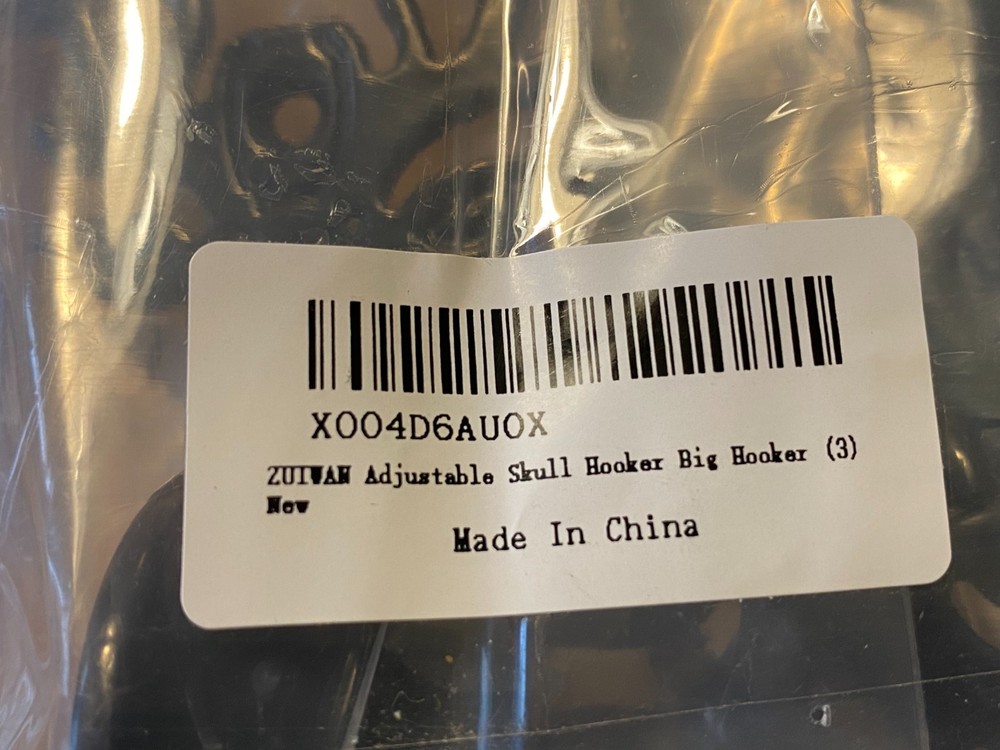 X004D6AU0X
ZUIWAN Adjustable Skull Hooker Big Hooker (3)
New
Made In China